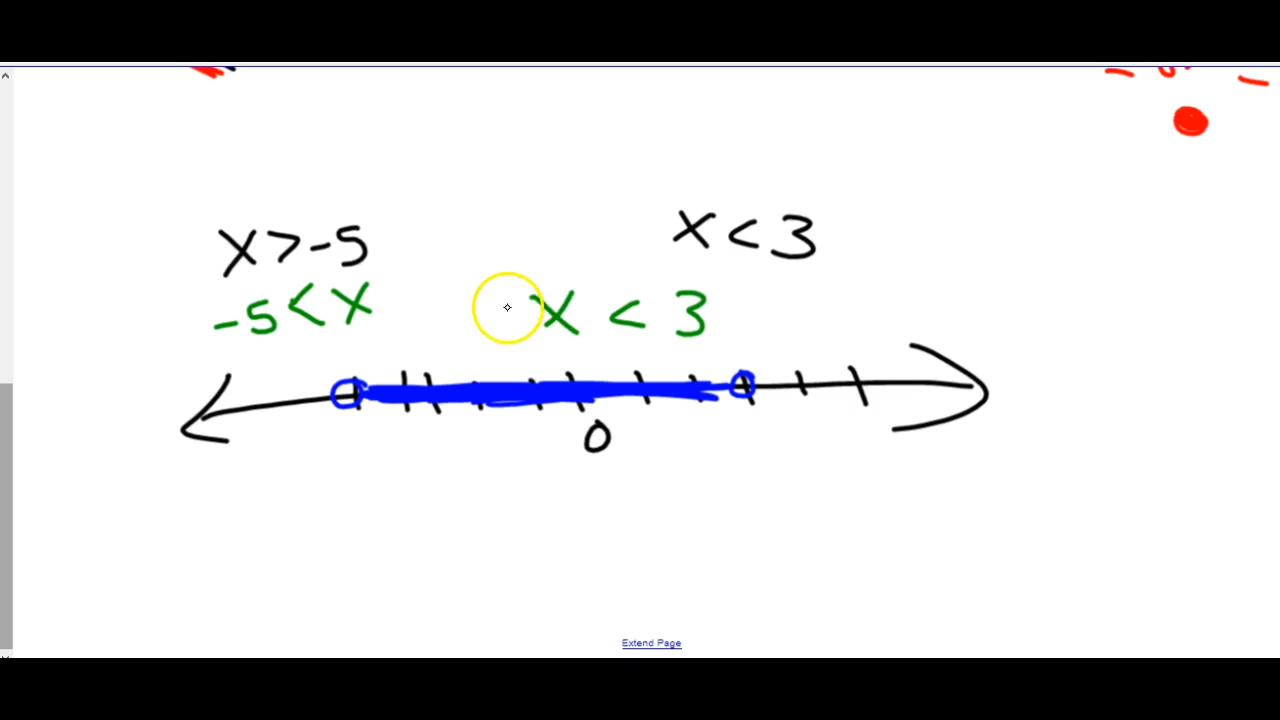 x > -5 x < 3
-5 < x x < 3
0
Extend Page